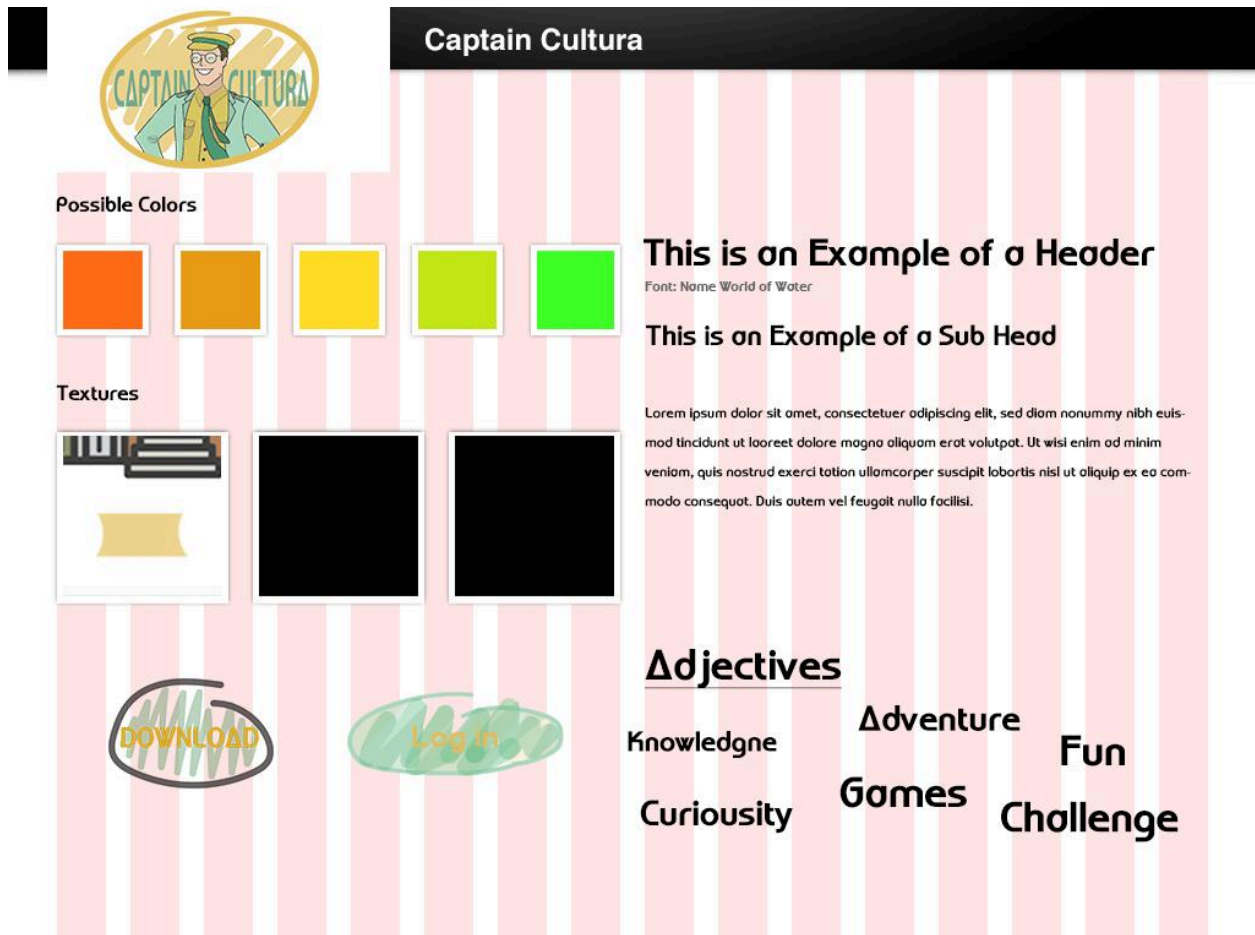 CAPTAIN CULTURA
Captain Cultura
Possible Colors
This is an Example of a Header
Font: Name World of Water
This is an Example of a Sub Head
Textures
Lorem ipsum dolor sit amet, consectetuer adipiscing elit, sed diam nonummy nibh euis-
mod tincidunt ut laoreet dolore magna aliquam erat volutpat. Ut wisi enim ad minim
veniam, quis nostrud exerci tation ullamcorper suscipit lobortis nisl ut aliquip ex ea com-
modo consequat. Duis autem vel feugait nulla facilisi.
DOWNLOAD
Log in
Adjectives
Adventure
Knowledgne
Fun
Games
Curiousity
Challenge